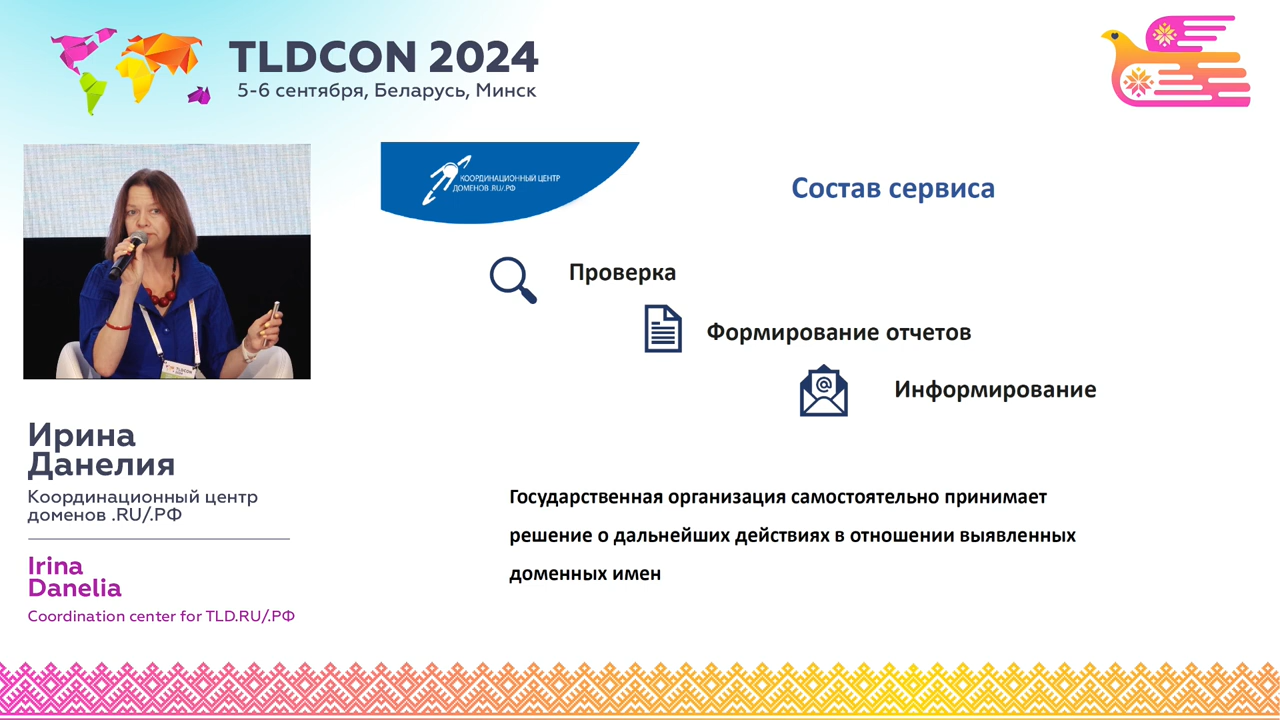 TLDCON 2024
5-6 сентября, Беларусь, Минск
КООРДИНАЦИОННЫЙ ЦЕНТР
ДОМЕНОВ .RU/.РФ
Состав сервиса
Проверка
Формирование отчетов
@
Информирование
TLDCON
Ирина
Данелия
Координационный центр
доменов .RU/.РФ
Irina
Danelia
Coordination center for TLD.RU/.РФ
Государственная организация самостоятельно принимает
решение о дальнейших действиях в отношении выявленных
доменных имен